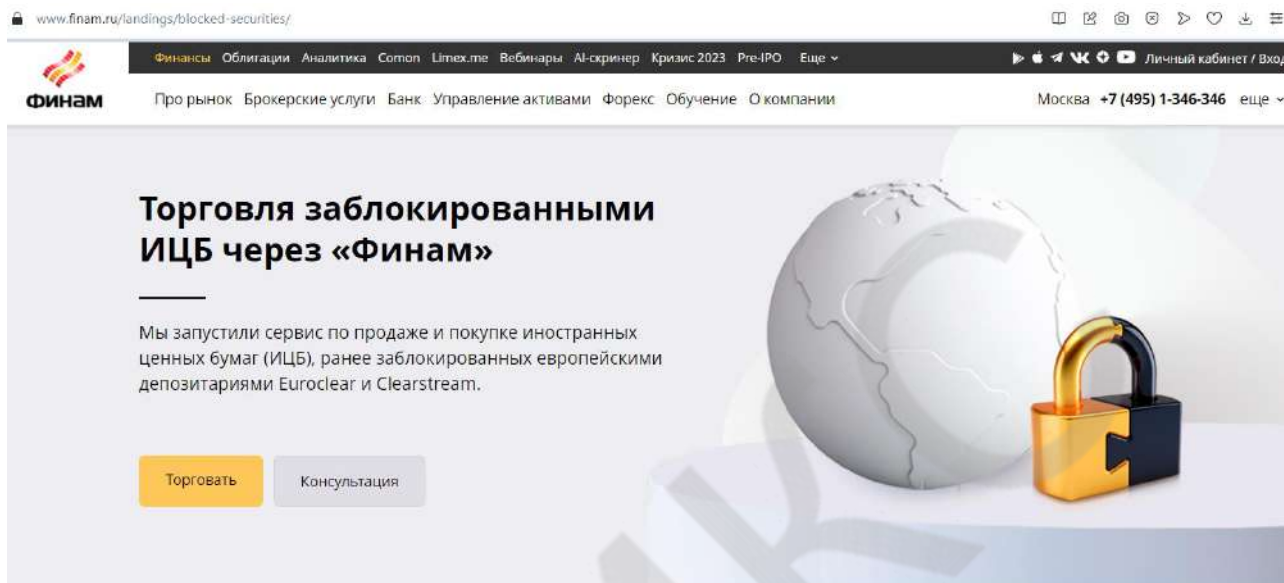 www.finam.ru/landings/blocked-securities/
Финансы Облигации Аналитика Comon Limex.me Вебинары AI-скринер Кризис 2023 Pre-IPO Еще
Личный кабинет / Вход
ФИНАМ
Про рынок Брокерские услуги Банк Управление активами Форекс Обучение О компании
Москва +7 (495) 1-346-346 еще
Торговля заблокированными
ИЦБ через «Финам»
Мы запустили сервис по продаже и покупке иностранных
ценных бумаг (ИЦБ), ранее заблокированных европейскими
депозитариями Euroclear и Clearstream.
Торговать
Консультация